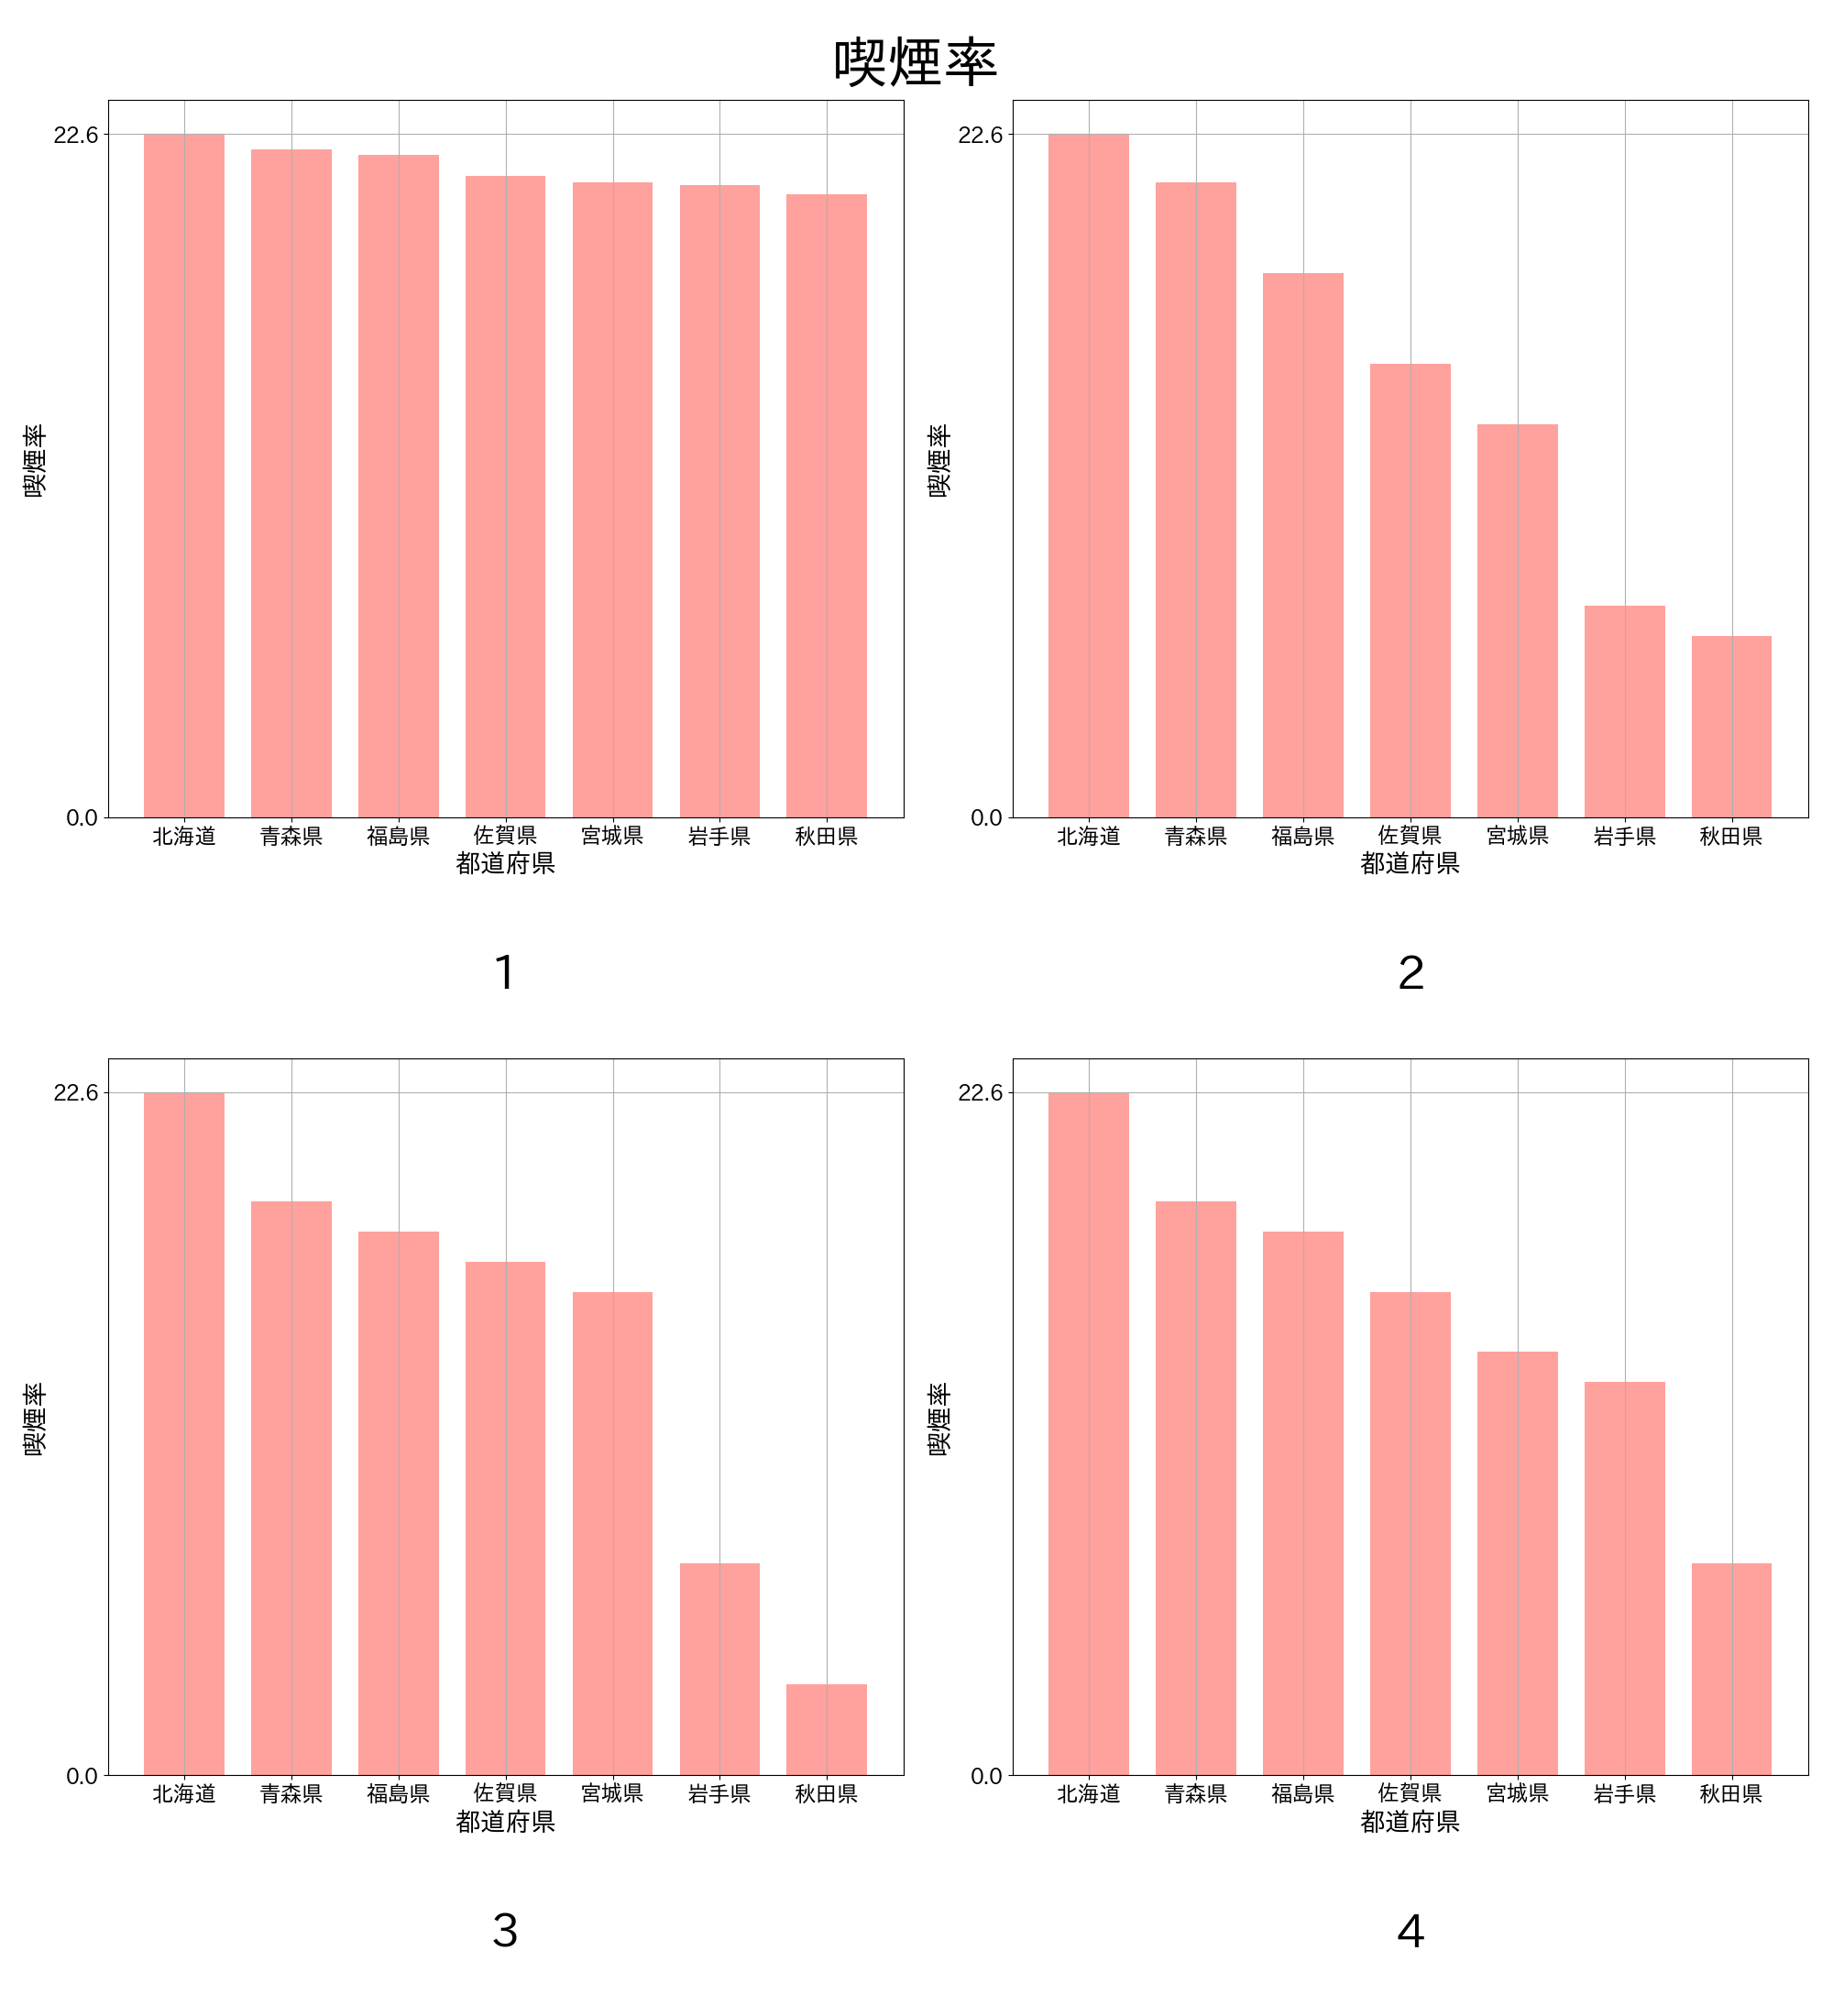 喫煙率
22.6
0.0
喫煙率
北海道 青森県 福島県 佐賀県 宮城県 岩手県 秋田県
都道府県
1
22.6
0.0
喫煙率
北海道 青森県 福島県 佐賀県 宮城県 岩手県 秋田県
都道府県
2
22.6
0.0
喫煙率
北海道 青森県 福島県 佐賀県 宮城県 岩手県 秋田県
都道府県
3
22.6
0.0
喫煙率
北海道 青森県 福島県 佐賀県 宮城県 岩手県 秋田県
都道府県
4